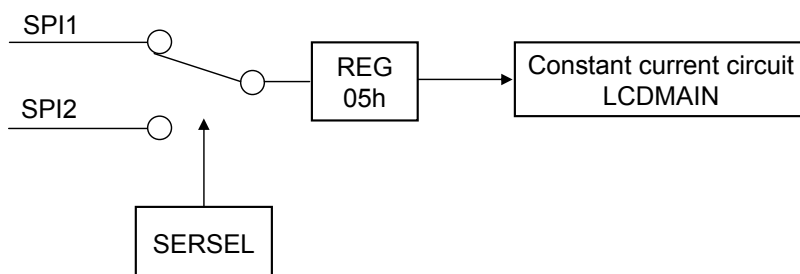 SPI1
REG
05h
Constant current circuit
LCDMAIN
SPI2
SERSEL